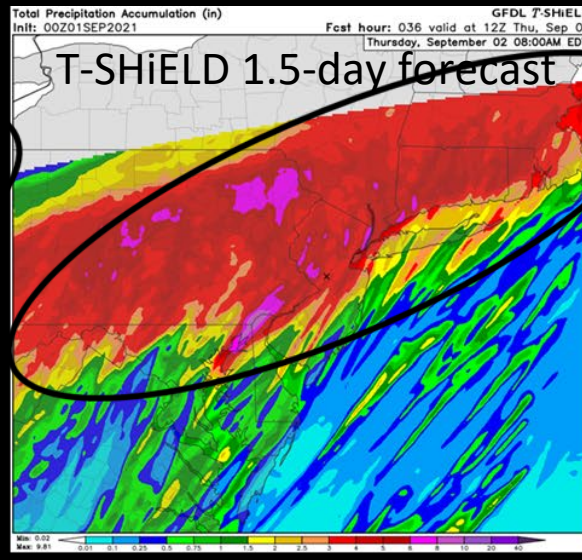 Total Precipitation Accumulation (in) GFDL T-SHiEL
Init: 00Z01SEP2021 Fcst hour: 036 valid at 12Z Thu, Sep 0
Thursday, September 02 08:00AM ED
T-SHiELD 1.5-day forecast
Min: 0.02
Max: 9.81
0.01 0.1 0.25 0.5 0.75 1 1.5 2 2.5 3 4 5 6 8 10 40